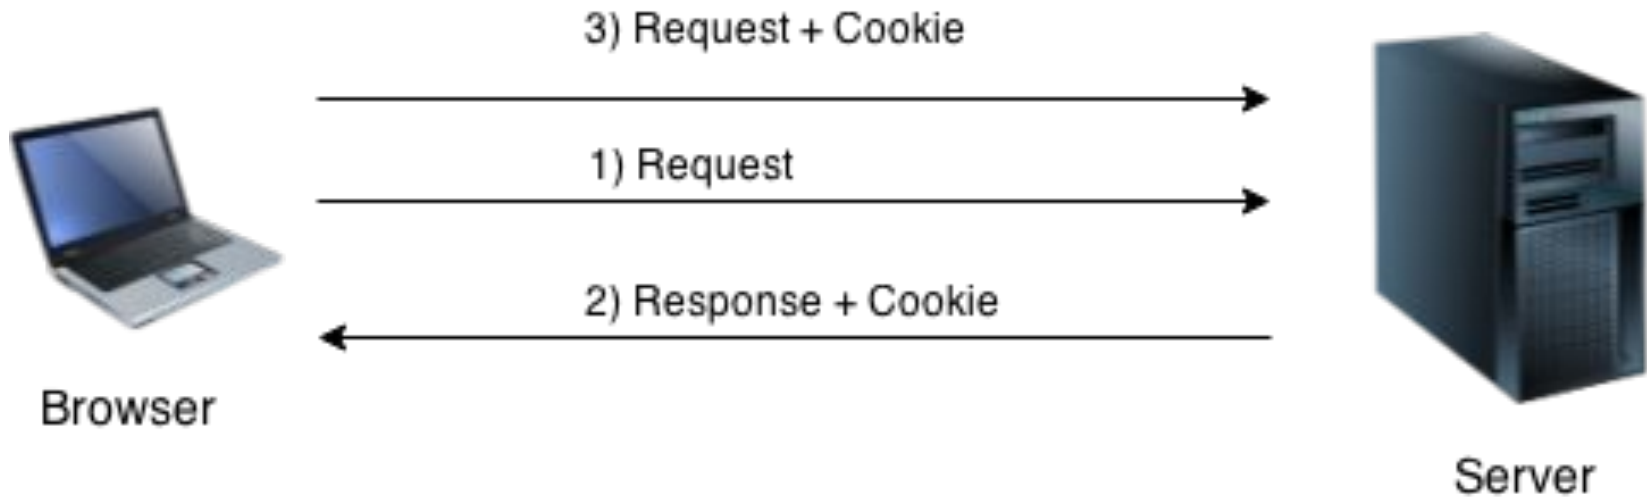 3) Request + Cookie
1) Request
2) Response + Cookie
Browser
Server